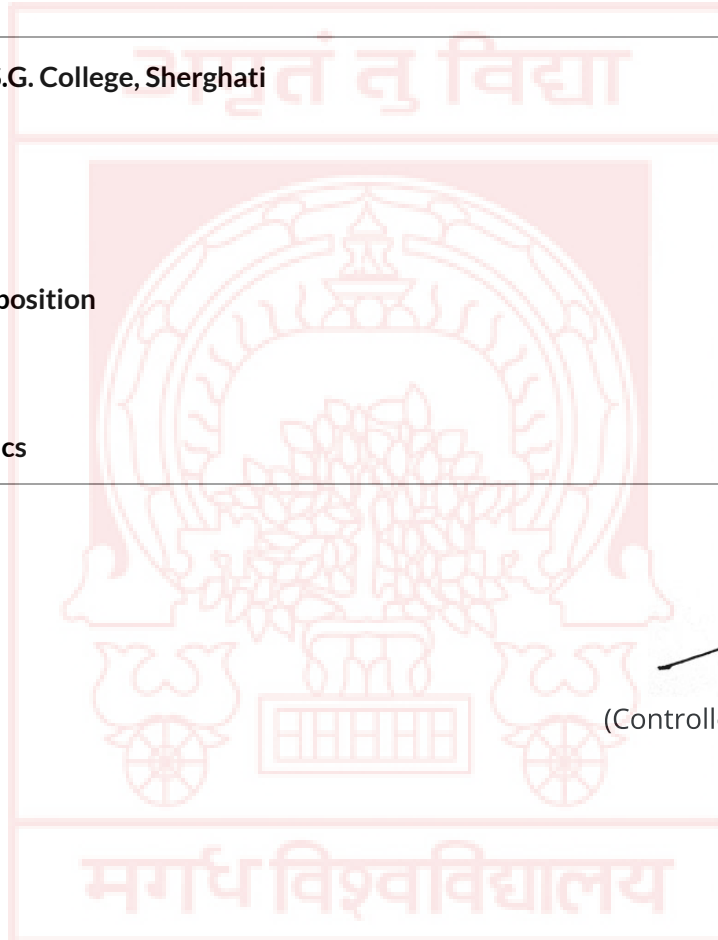 अमृतं तु विद्या
.G. College, Sherghati
position
cs
(Controll
मगध विश्वविद्यालय